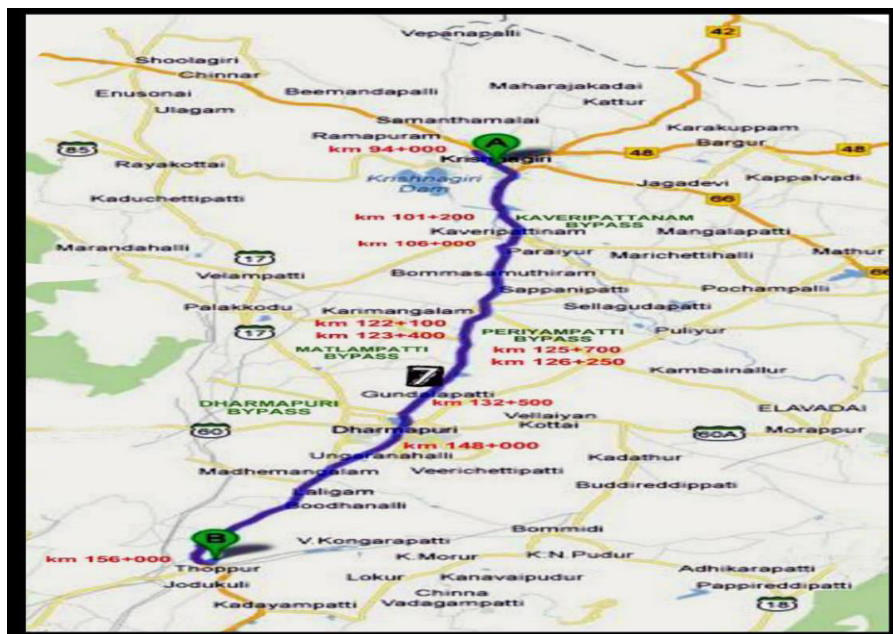 42
Vepanapalli
Shoolagiri
Chinnar
Enusonai
Beemandapalli
Maharajakadai
Ulagam
Kattur
Samanthamalai
Ramapuram
A
Karakuppam
85
km 94+000
Krishnagiri
48
Bargur
48
Rayakottai
Krishnagiri
Dam
Jagadevi
Kappalvadi
Kaduchettipatti
66
km 101+200
KAVERIPATTANAM
BYPASS
Kaveripattinam
Mangalapatti
Marandahalli
km 106+000
Paraiyur
Marichettihalli
Mathur
17
Velampatti
Bommasamuthiram
66
Sappanipatti
Pochampalli
Palakkodu
Karimangalam
Sellagudapatti
km 122+100
PERIYAMPATTI
BYPASS
Puliyur
17
km 123+400
MATLAMPATTI
BYPASS
km 125+700
km 126+250
7
Kambainallur
Gundalapatti
DHARMAPURI
BYPASS
km 132+500
Vellaiyan
Kottai
ELAVADAI
60
Dharmapuri
60A
Morappur
km 148+000
Ungaranahalli
Kadathur
Madhemangalam
Veerichettipatti
Laligam
Buddireddippati
Boodhanalli
B
V.Kongarapatti
Bommidi
km 156+000
Thoppur
K.Morur
K.N.Pudur
Adhikarapatti
Jodukuli
Lokur
Kanavaipudur
Pappireddipatti
Kadayampatti
Chinna
Vadagampatti
18